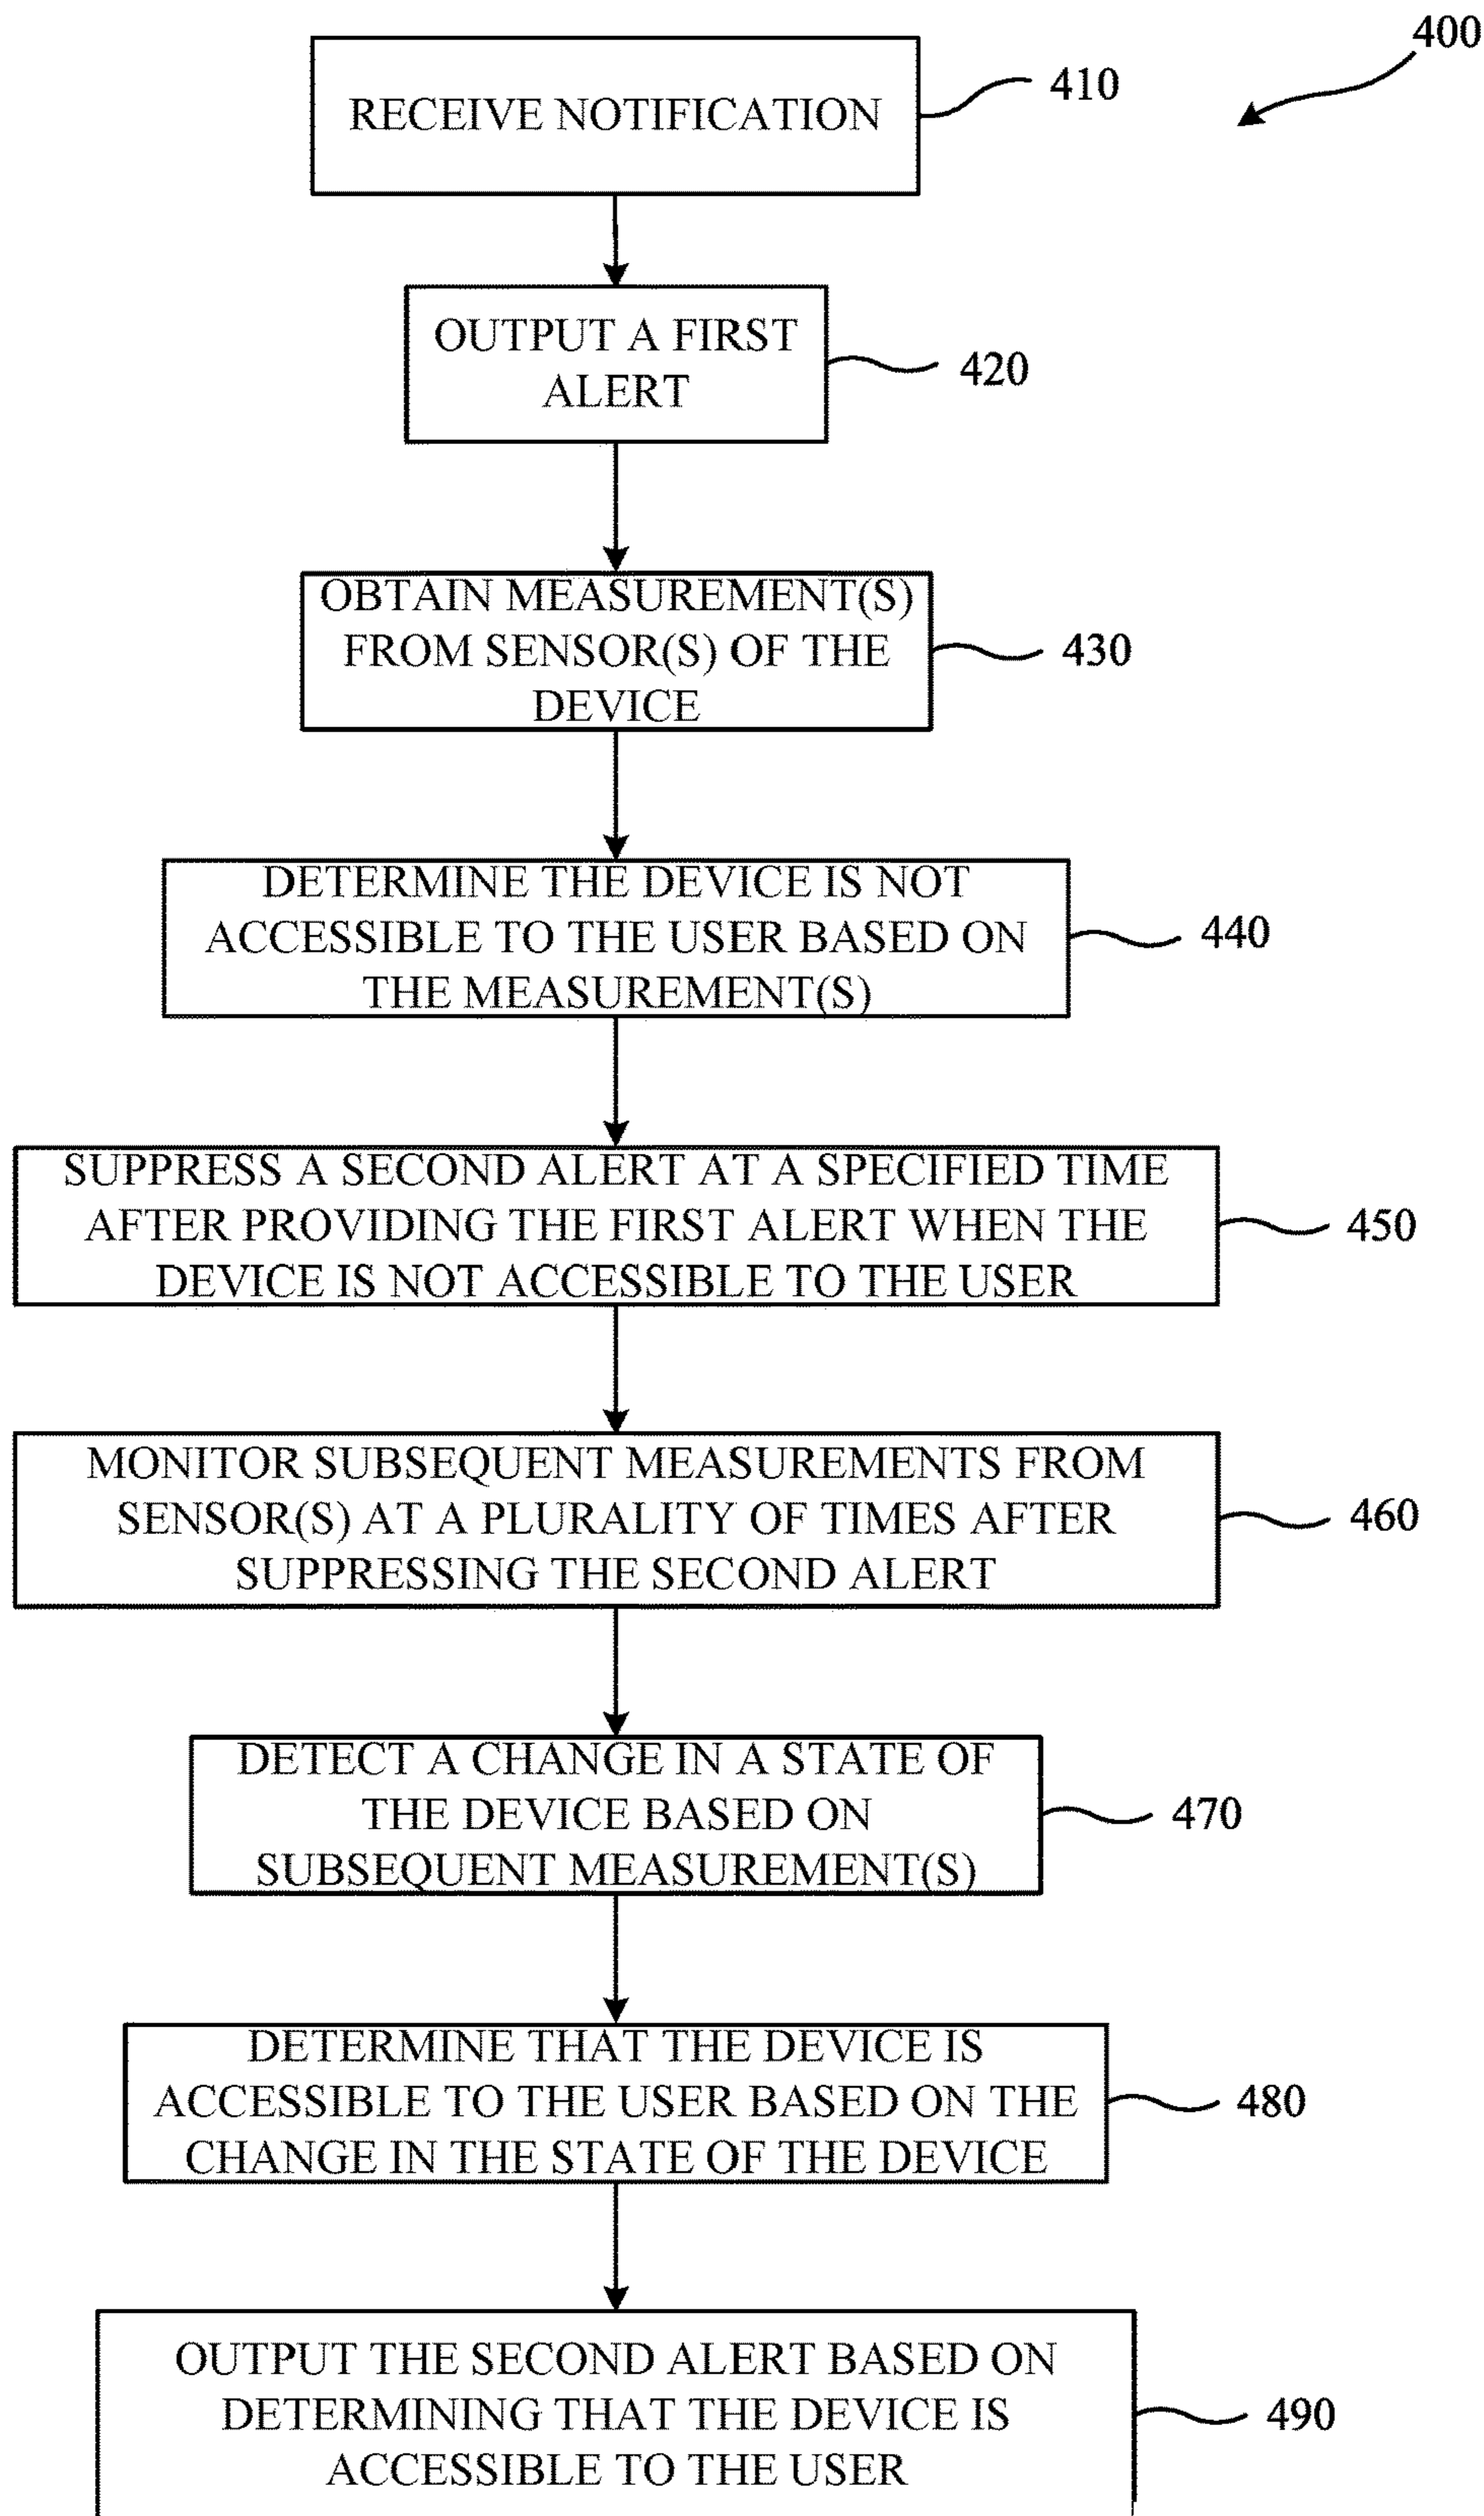 400
RECEIVE NOTIFICATION
410
OUTPUT A FIRST
ALERT
420
OBTAIN MEASUREMENT(S)
FROM SENSOR(S) OF THE
DEVICE
430
DETERMINE THE DEVICE IS NOT
ACCESSIBLE TO THE USER BASED ON
THE MEASUREMENT(S)
440
SUPPRESS A SECOND ALERT AT A SPECIFIED TIME
AFTER PROVIDING THE FIRST ALERT WHEN THE
DEVICE IS NOT ACCESSIBLE TO THE USER
450
MONITOR SUBSEQUENT MEASUREMENTS FROM
SENSOR(S) AT A PLURALITY OF TIMES AFTER
SUPPRESSING THE SECOND ALERT
460
DETECT A CHANGE IN A STATE OF
THE DEVICE BASED ON
SUBSEQUENT MEASUREMENT(S)
470
DETERMINE THAT THE DEVICE IS
ACCESSIBLE TO THE USER BASED ON THE
CHANGE IN THE STATE OF THE DEVICE
480
OUTPUT THE SECOND ALERT BASED ON
DETERMINING THAT THE DEVICE IS
ACCESSIBLE TO THE USER
490